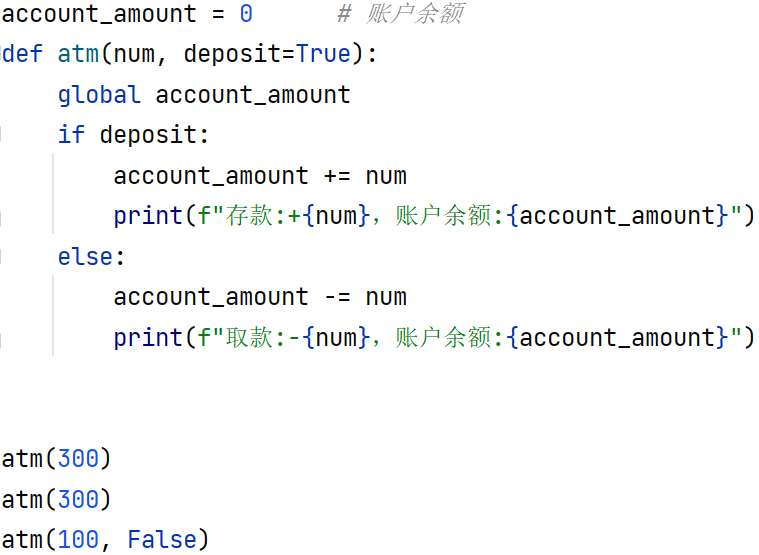 account_amount = 0      # 账户余额
def atm(num, deposit=True):
    global account_amount
    if deposit:
        account_amount += num
        print(f"存款:+{num}，账户余额:{account_amount}")
    else:
        account_amount -= num
        print(f"取款:-{num}，账户余额:{account_amount}")
atm(300)
atm(300)
atm(100, False)